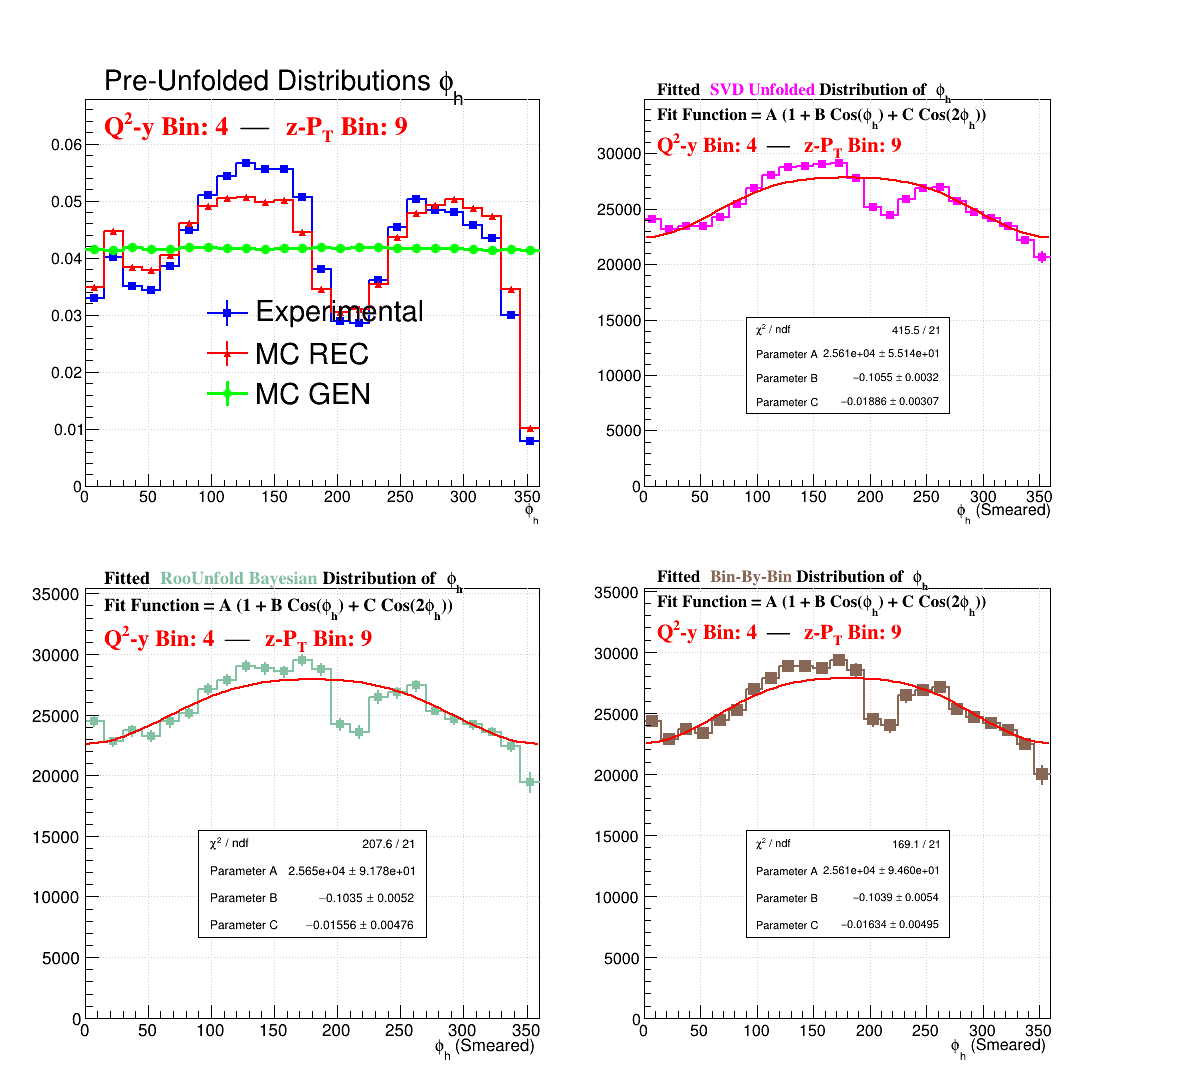 Pre-Unfolded Distributions ϕh
Q2-y Bin: 4 — z-PT Bin: 9
0.06
0.05
0.04
0.03
0.02
0.01
0
Experimental
MC REC
MC GEN
0 50 100 150 200 250 300 350
ϕh
Fitted SVD Unfolded Distribution of ϕh
Fit Function = A (1 + B Cos(ϕh) + C Cos(2ϕh))
Q2-y Bin: 4 — z-PT Bin: 9
30000
25000
20000
15000
10000
5000
0
χ2 / ndf 415.5 / 21
Parameter A 2.561e+04 ± 5.514e+01
Parameter B −0.1055 ± 0.0032
Parameter C −0.01886 ± 0.00307
0 50 100 150 200 250 300 350
ϕh (Smeared)
Fitted RooUnfold Bayesian Distribution of ϕh
Fit Function = A (1 + B Cos(ϕh) + C Cos(2ϕh))
Q2-y Bin: 4 — z-PT Bin: 9
35000
30000
25000
20000
15000
10000
5000
0
χ2 / ndf 207.6 / 21
Parameter A 2.565e+04 ± 9.178e+01
Parameter B −0.1035 ± 0.0052
Parameter C −0.01556 ± 0.00476
0 50 100 150 200 250 300 350
ϕh (Smeared)
Fitted Bin-By-Bin Distribution of ϕh
Fit Function = A (1 + B Cos(ϕh) + C Cos(2ϕh))
Q2-y Bin: 4 — z-PT Bin: 9
35000
30000
25000
20000
15000
10000
5000
0
χ2 / ndf 169.1 / 21
Parameter A 2.561e+04 ± 9.460e+01
Parameter B −0.1039 ± 0.0054
Parameter C −0.01634 ± 0.00495
0 50 100 150 200 250 300 350
ϕh (Smeared)